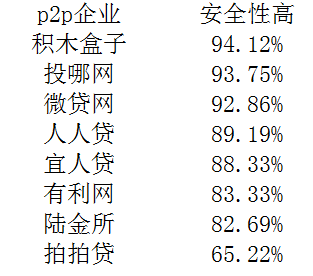 p2p企业 安全性高
积木盒子 94.12%
投哪网 93.75%
微贷网 92.86%
人人贷 89.19%
宜人贷 88.33%
有利网 83.33%
陆金所 82.69%
拍拍贷 65.22%